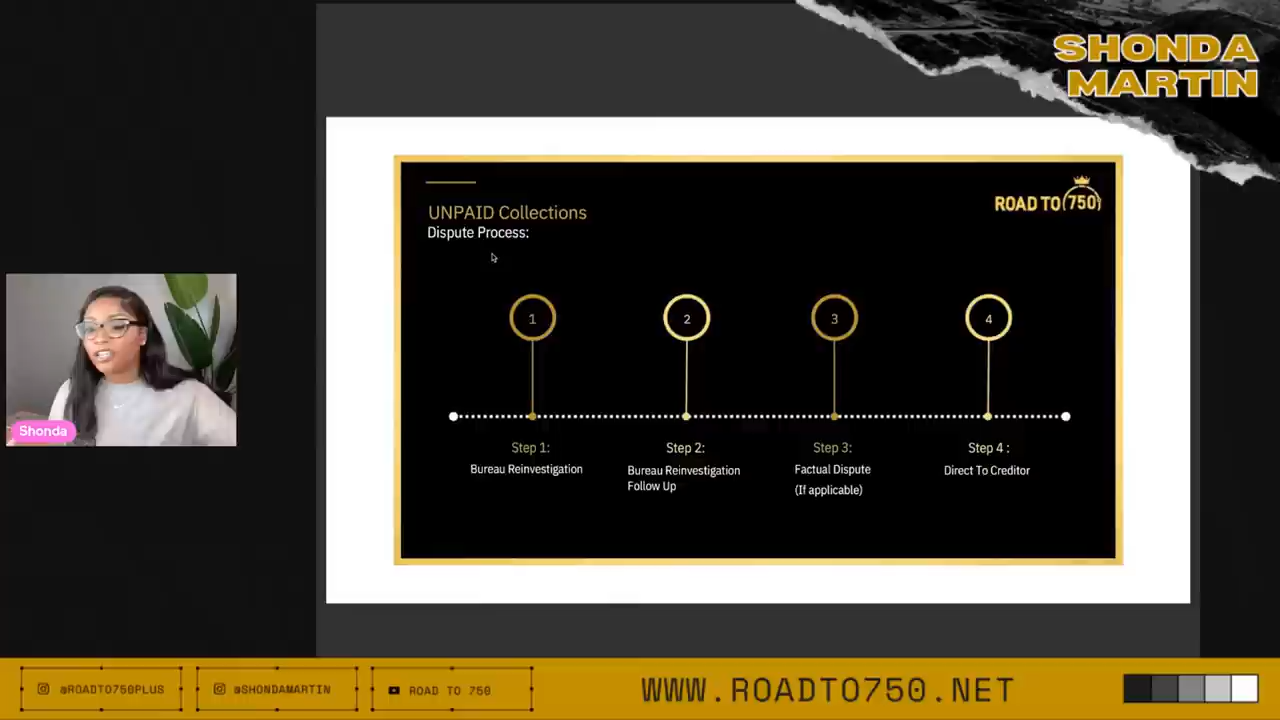 SHONDA
MARTIN
ROAD TO 750
UNPAID Collections
Dispute Process:
1
2
3
4
Step 1:
Bureau Reinvestigation
Step 2:
Bureau Reinvestigation
Follow Up
Step 3:
Factual Dispute
(If applicable)
Step 4 :
Direct To Creditor
Shonda
@ROADTO750PLUS
@SHONDAMARTIN
ROAD TO 750
WWW.ROADTO750.NET